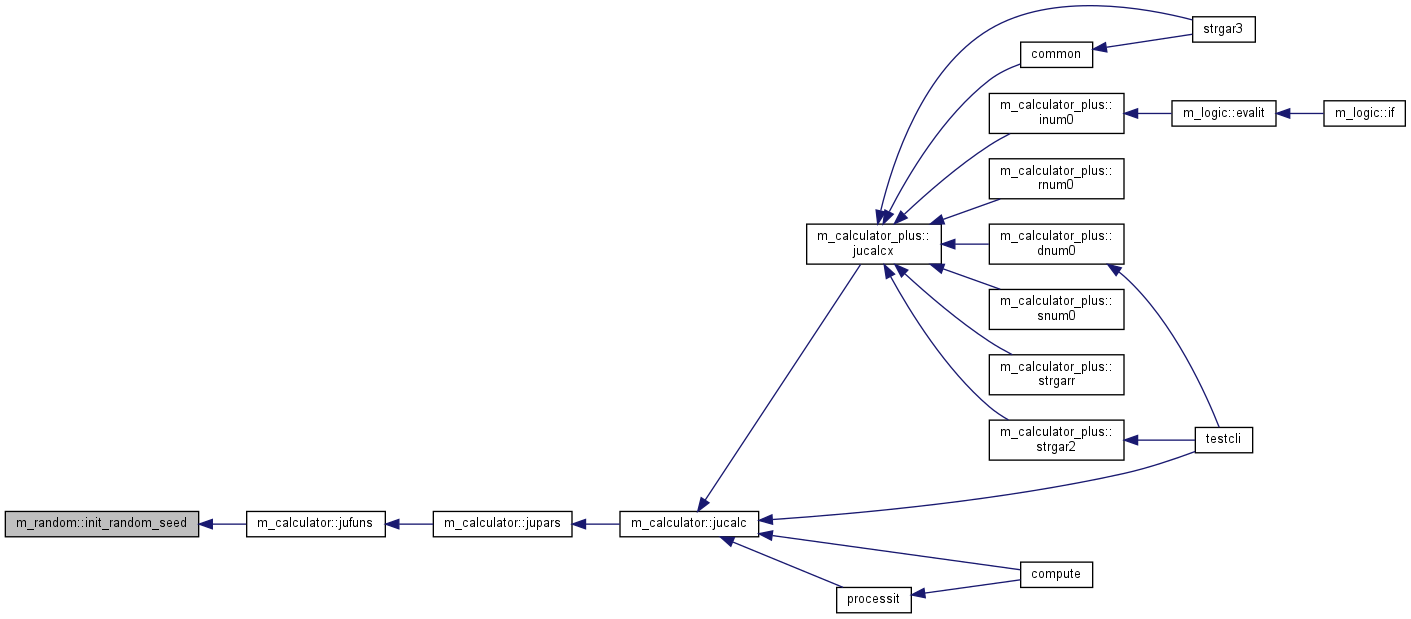 strgar3
common
m_calculator_plus::
inum0
m_logic::evalit
m_logic::if
m_calculator_plus::
rnum0
m_calculator_plus::
jucalcx
m_calculator_plus::
dnum0
m_calculator_plus::
snum0
m_calculator_plus::
strgarr
m_calculator_plus::
strgar2
testcli
m_random::init_random_seed
m_calculator::jufuns
m_calculator::jupars
m_calculator::jucalc
compute
processit